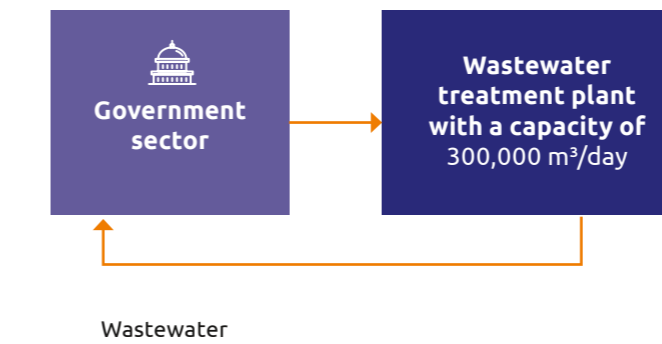 Government
sector
Wastewater
treatment plant
with a capacity of
300,000 m³/day
Wastewater